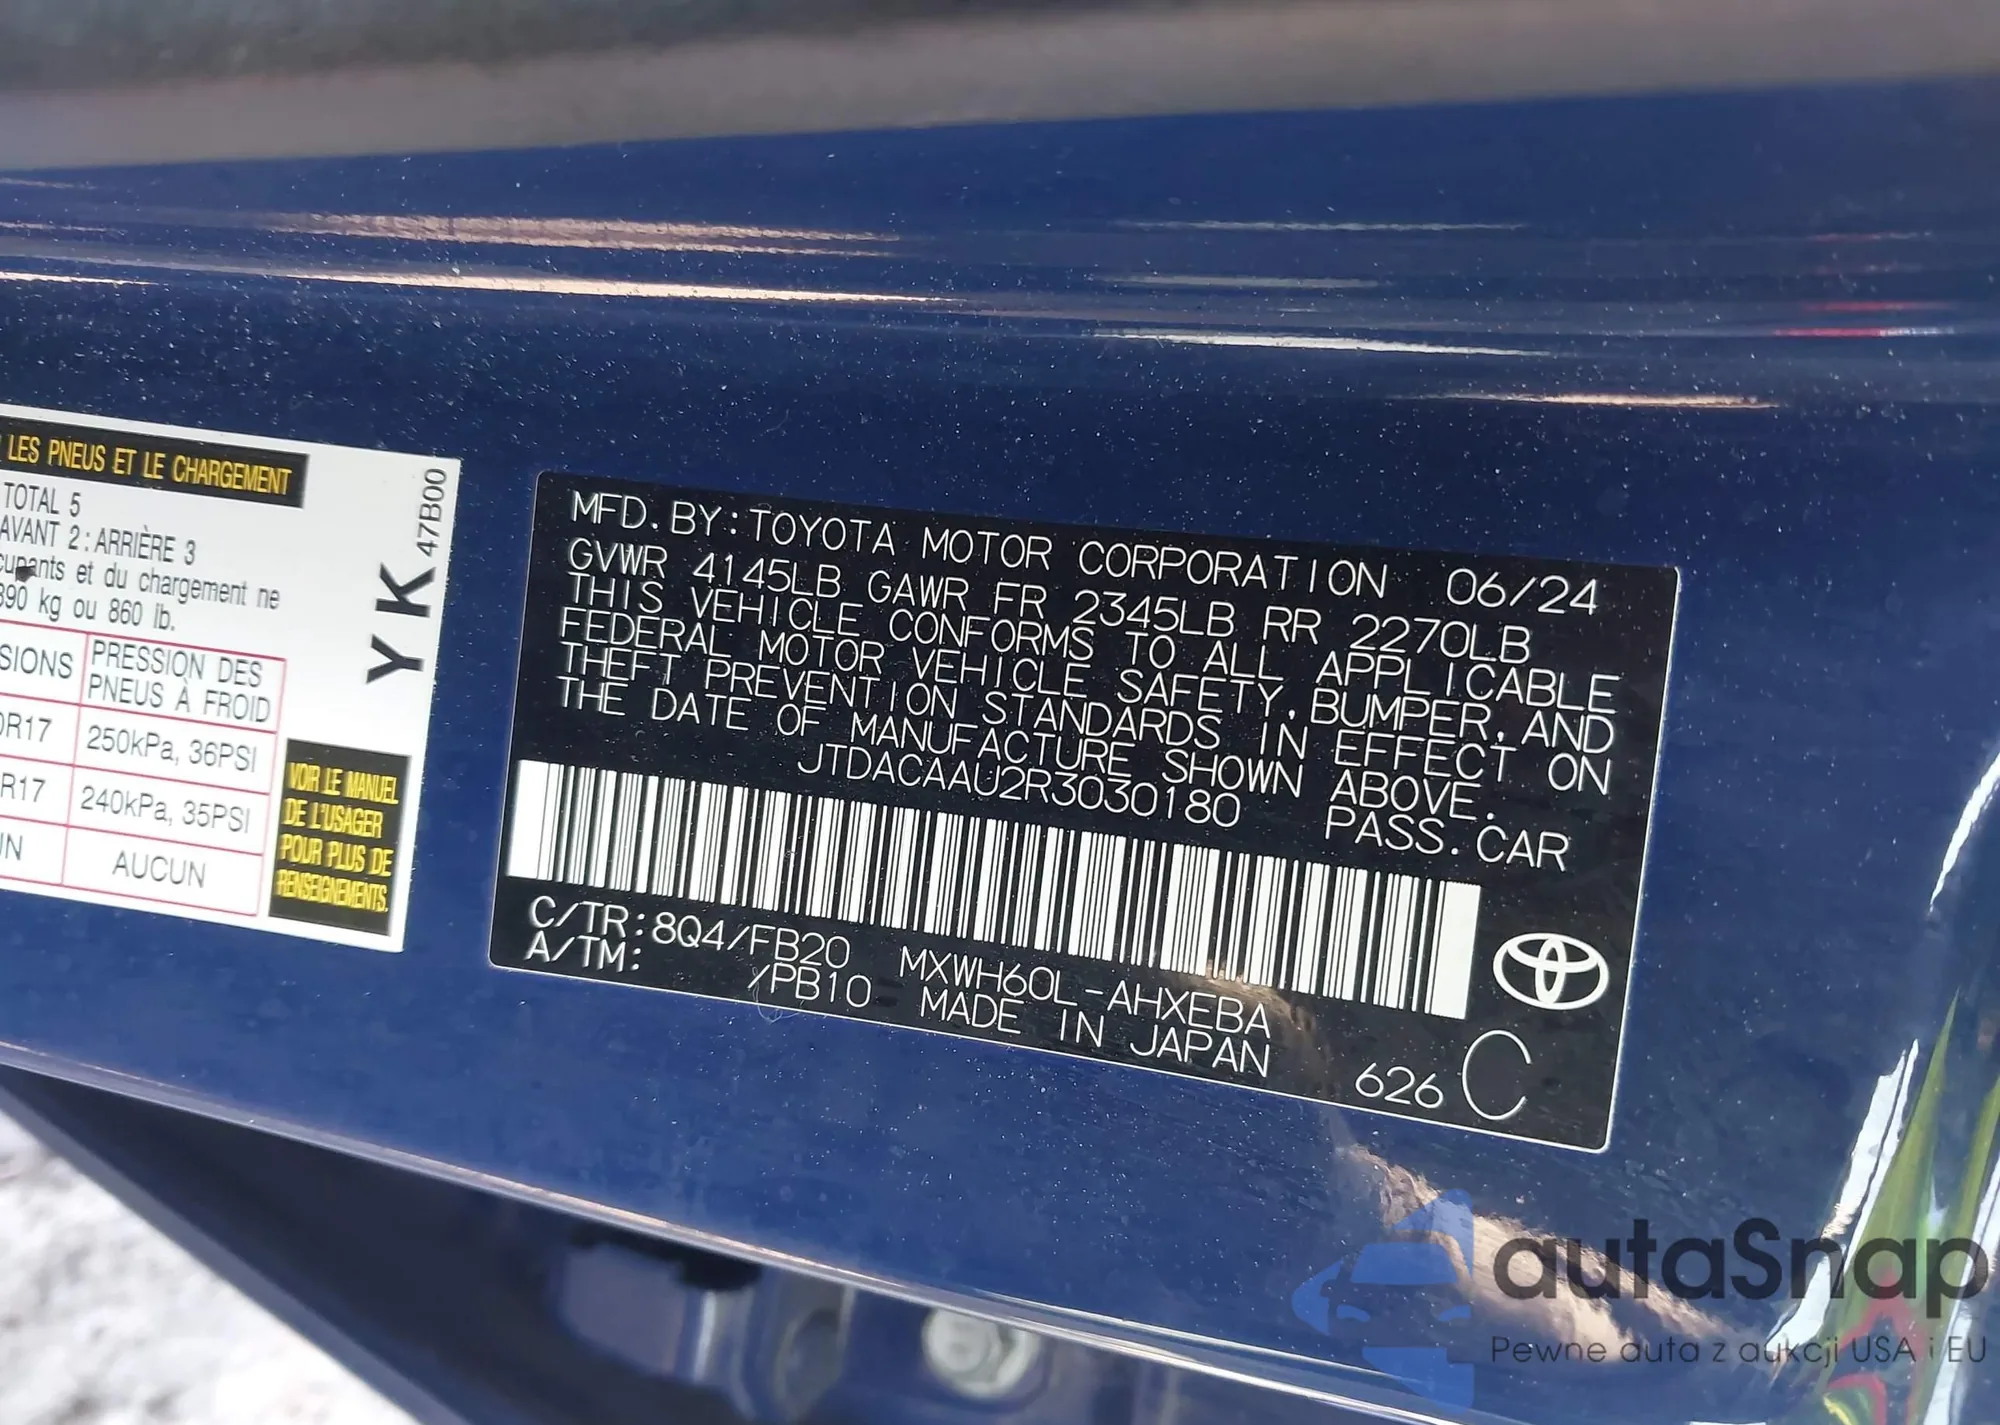 LES PNEUS ET LE CHARGEMENT
TOTAL 5
AVANT 2 : ARRIÈRE 3
et du chargement ne
kg ou 860 lb.
PRESSION DES
PNEUS À FROID
R17
250kPa, 36PSI
R17
240kPa, 35PSI
AUCUN
VOIR LE MANUEL
DE L'USAGER
POUR PLUS DE
RENSEIGNEMENTS.
YK 47B00
MFD. BY: TOYOTA MOTOR CORPORATION 06/24
GVWR 4145LB GAWR FR 2345LB RR 2270LB
THIS VEHICLE CONFORMS TO ALL APPLICABLE
FEDERAL MOTOR VEHICLE SAFETY, BUMPER, AND
THEFT PREVENTION STANDARDS IN EFFECT ON
THE DATE OF MANUFACTURE SHOWN ABOVE.
JTDACAAU2R3030180 PASS. CAR
C/TR: 8Q4/FB20 MXWH60L-AHXEBA
A/TM: /PB10 MADE IN JAPAN
626 C
autaSnap
Pewne auta z aukcji USA i EU